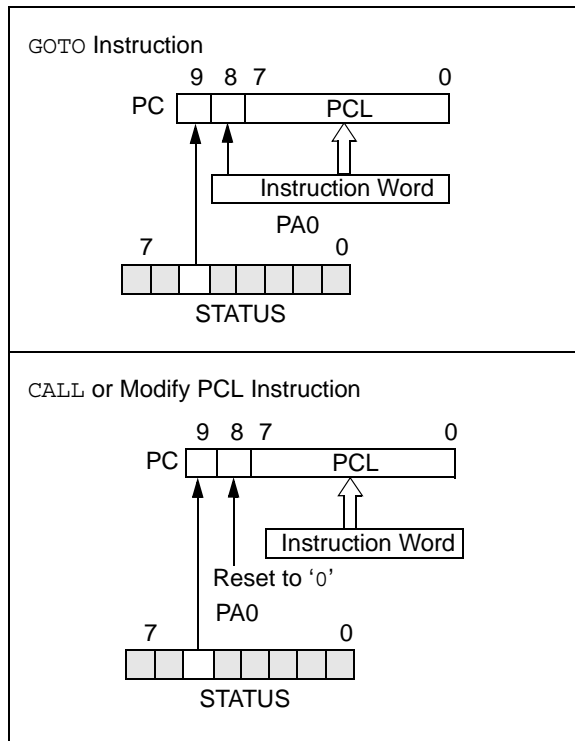 GOTO Instruction
9 8 7 0
PC PCL
Instruction Word
PA0
7 0
STATUS
CALL or Modify PCL Instruction
9 8 7 0
PC PCL
Instruction Word
Reset to ‘0’
PA0
7 0
STATUS